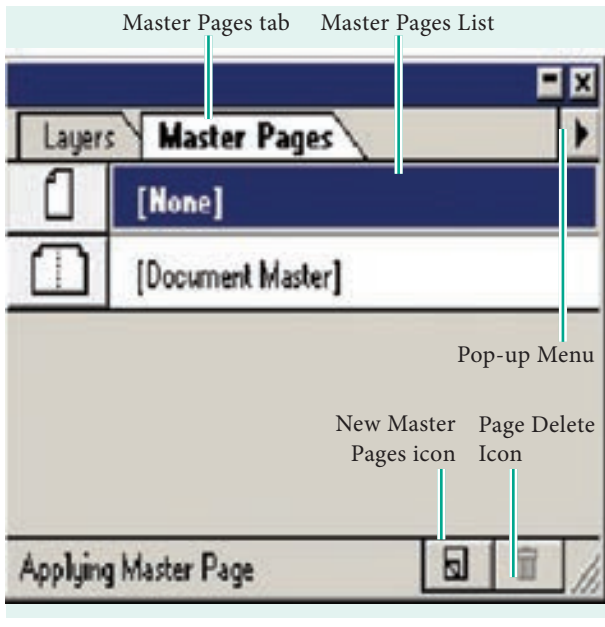 Master Pages tab Master Pages List
Layers Master Pages
[None]
[Document Master]
Pop-up Menu
New Master Pages icon
Page Delete Icon
Applying Master Page